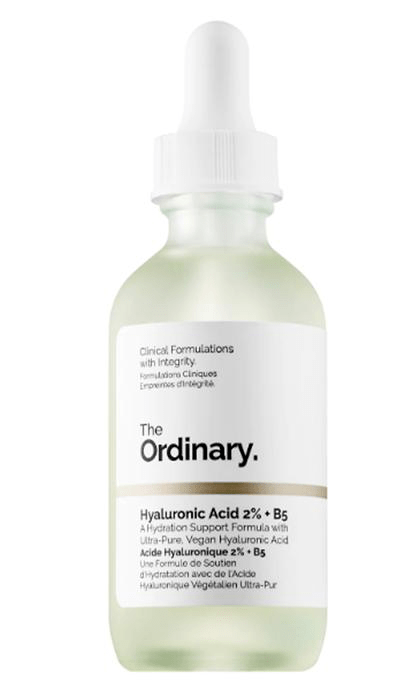 Clinical Formulations
with Integrity.
Formulations Cliniques
Empreintes d'Intégrité.
The
Ordinary.
Hyaluronic Acid 2% + B5
A Hydration Support Formula with
Ultra-Pure, Vegan Hyaluronic Acid
Acide Hyaluronique 2% + B5
Une Formule de Soutien
d'Hydratation avec de l'Acide
Hyaluronique Végétalien Ultra-Pur